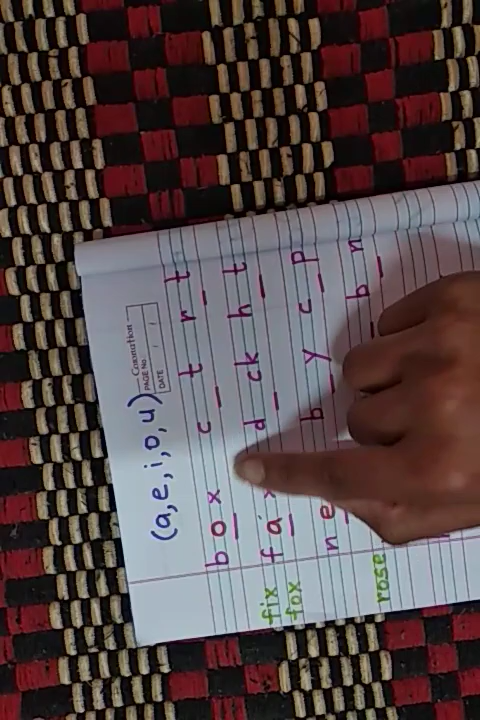 Coronation
PAGE NO.:
DATE
(a,e,i,o,u)
b o x c _ t r _ t
fix f a x d _ ck h _ t
fox
n e b _ y c _ p
rose b _ n